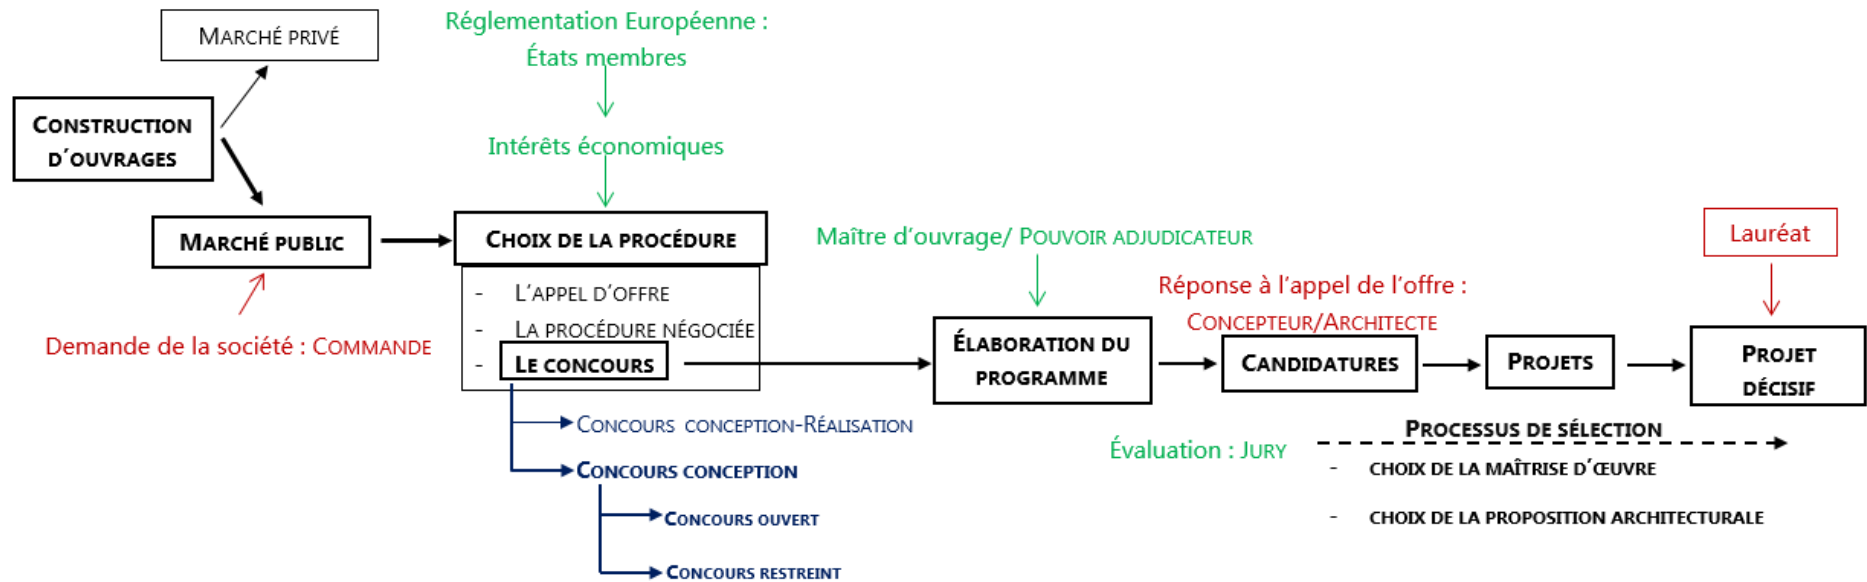 MARCHÉ PRIVÉ
Réglementation Européenne :
États membres
CONSTRUCTION
D´OUVRAGES
Intérêts économiques
MARCHÉ PUBLIC
CHOIX DE LA PROCÉDURE
- L'APPEL D'OFFRE
- LA PROCÉDURE NÉGOCIÉE
- LE CONCOURS
Demande de la société : COMMANDE
CONCOURS CONCEPTION-RÉALISATION
CONCOURS CONCEPTION
CONCOURS OUVERT
CONCOURS RESTREINT
Maître d'ouvrage/ POUVOIR ADJUDICATEUR
ÉLABORATION DU
PROGRAMME
Réponse à l'appel de l'offre :
CONCEPTEUR/ARCHITECTE
CANDIDATURES
PROJETS
Lauréat
PROJET
DÉCISIF
Évaluation : JURY
PROCESSUS DE SÉLECTION
- CHOIX DE LA MAÎTRISE D´ŒUVRE
- CHOIX DE LA PROPOSITION ARCHITECTURALE